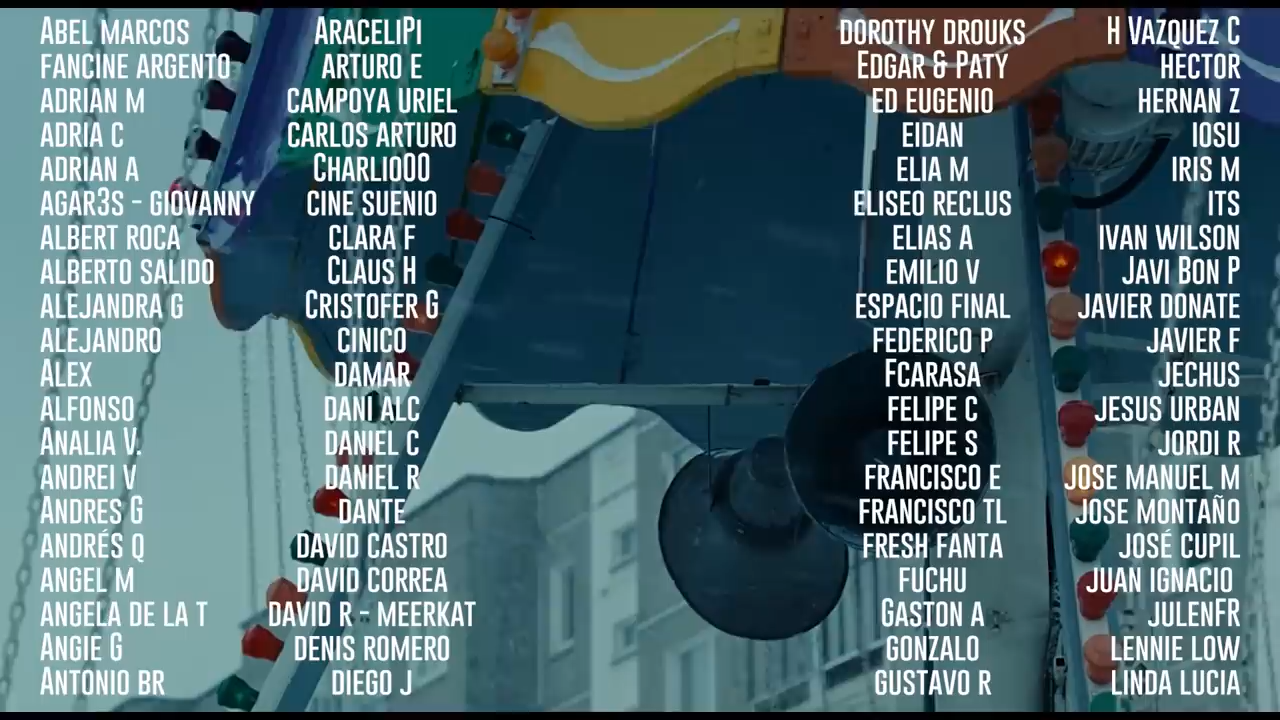 Abel marcos
FANCINE ARGENTO
ADRIAN M
ADRIA C
ADRIAN A
AGAR3S - GIOVANNY
ALBERT ROCA
ALBERTO SALIDO
ALEJANDRA G
ALEJANDRO
Alex
ALFONSO
Analia V.
ANDREI V
Andres G
ANDRÉS Q
ANGEL M
ANGELA DE LA T
Angie G
Antonio BR
AraceliPi
ARTURO E
CAMPOYA URIEL
CARLOS ARTURO
Charlio00
CINE SUENIO
CLARA F
Claus H
Cristofer G
CINICO
DAMAR
DANI ALC
DANIEL C
DANIEL R
DANTE
DAVID CASTRO
DAVID CORREA
DAVID R - MEERKAT
DENIS ROMERO
DIEGO J
DOROTHY DROUKS
Edgar & Paty
ED EUGENIO
EIDAN
ELIA M
ELISEO RECLUS
ELIAS A
EMILIO V
ESPACIO FINAL
FEDERICO P
Fcarasa
FELIPE C
FELIPE S
FRANCISCO E
FRANCISCO TL
FRESH FANTA
FUCHU
Gaston A
GONZALO
GUSTAVO R
H Vazquez C
HECTOR
HERNAN Z
IOSU
IRIS M
ITS
IVAN WILSON
Javi Bon P
JAVIER DONATE
JAVIER F
JECHUS
JESUS URBAN
JORDI R
JOSE MANUEL M
JOSE MONTAÑO
JOSÉ CUPIL
JUAN IGNACIO
JULENFR
LENNIE LOW
LINDA LUCIA